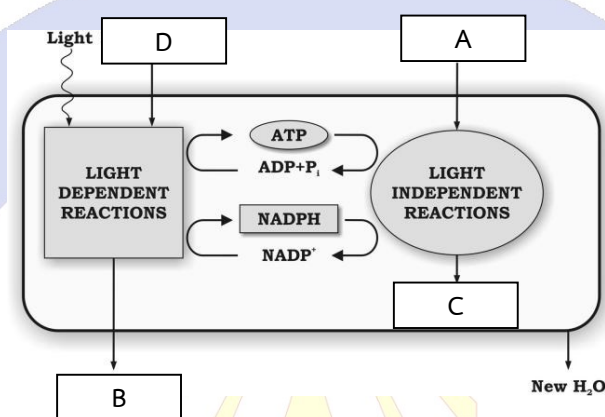 Light
D
A
LIGHT
DEPENDENT
REACTIONS
ATP
ADP+Pi
NADPH
NADP+
LIGHT
INDEPENDENT
REACTIONS
C
B
New H₂O